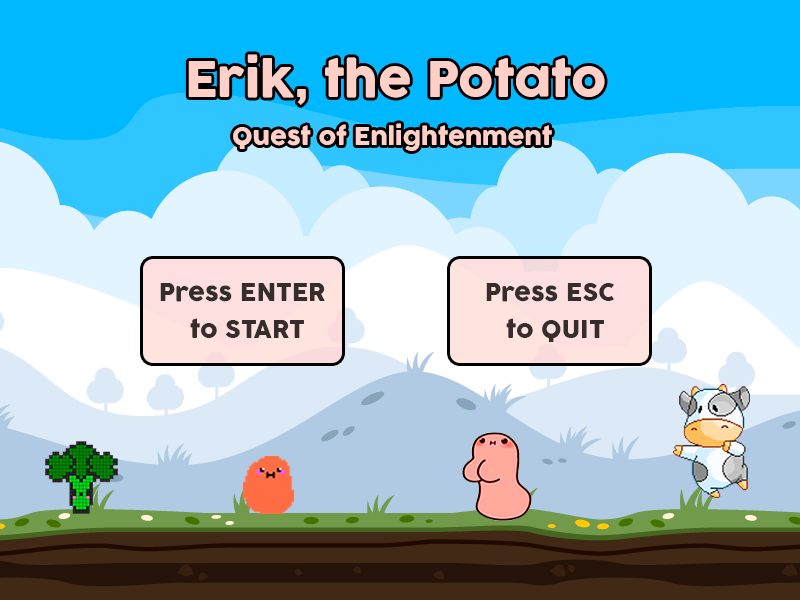 Erik, the Potato
Quest of Enlightenment
Press ENTER
to START
Press ESC
to QUIT